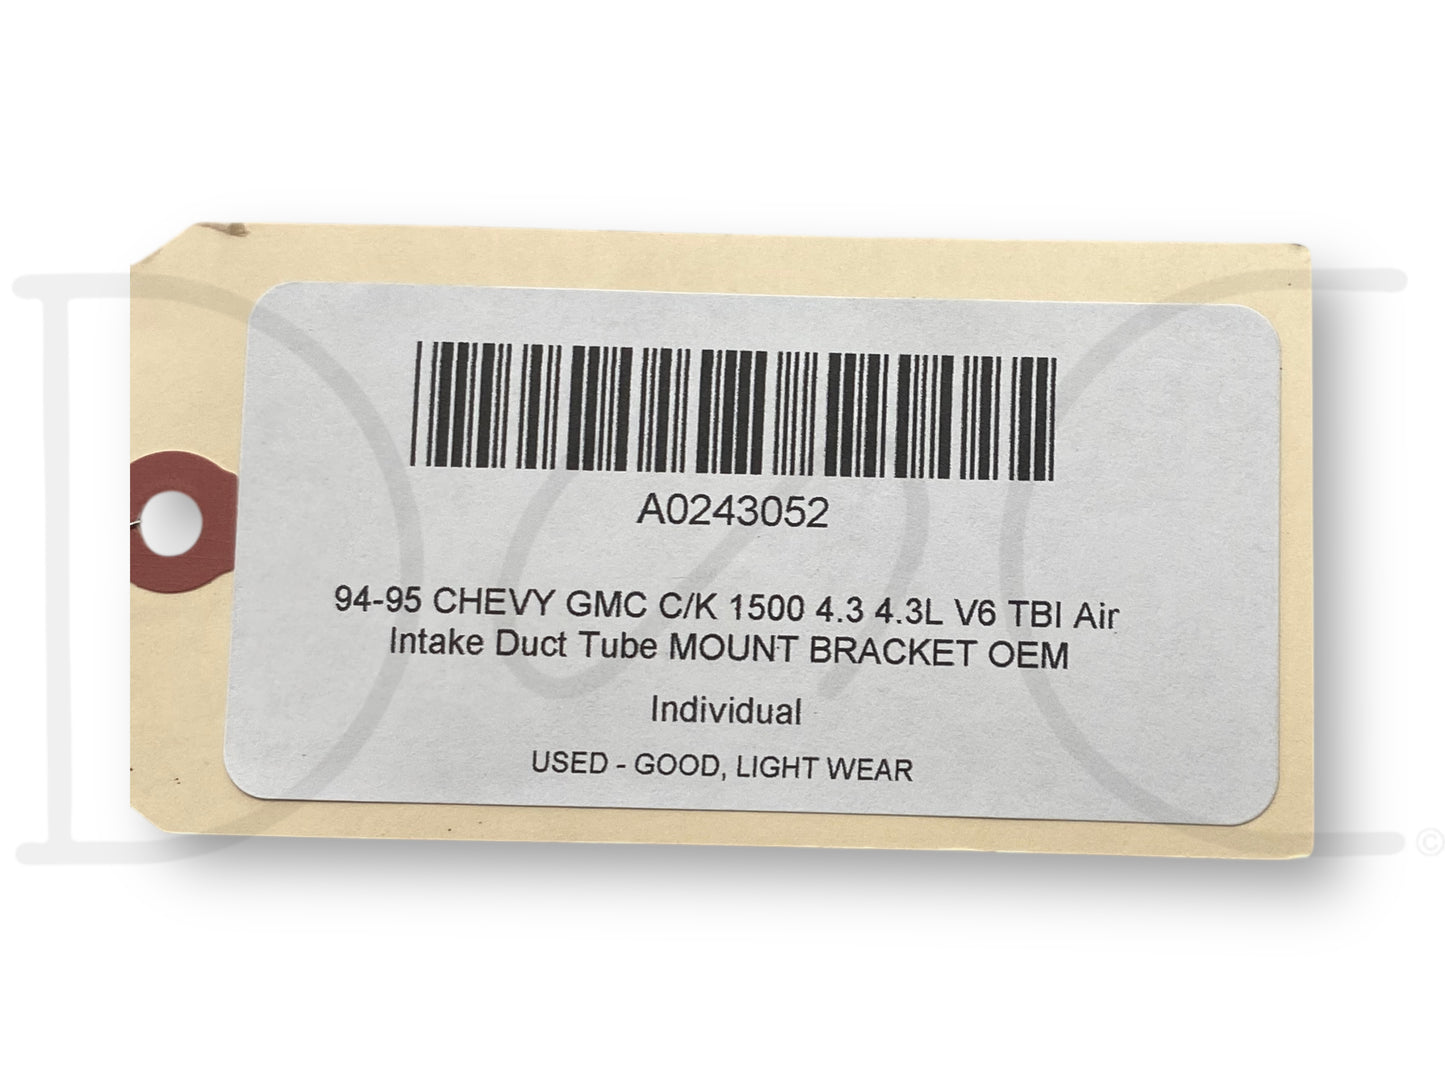 A0243052
94-95 CHEVY GMC C/K 1500 4.3 4.3L V6 TBI Air
Intake Duct Tube MOUNT BRACKET OEM
Individual
USED - GOOD, LIGHT WEAR
©